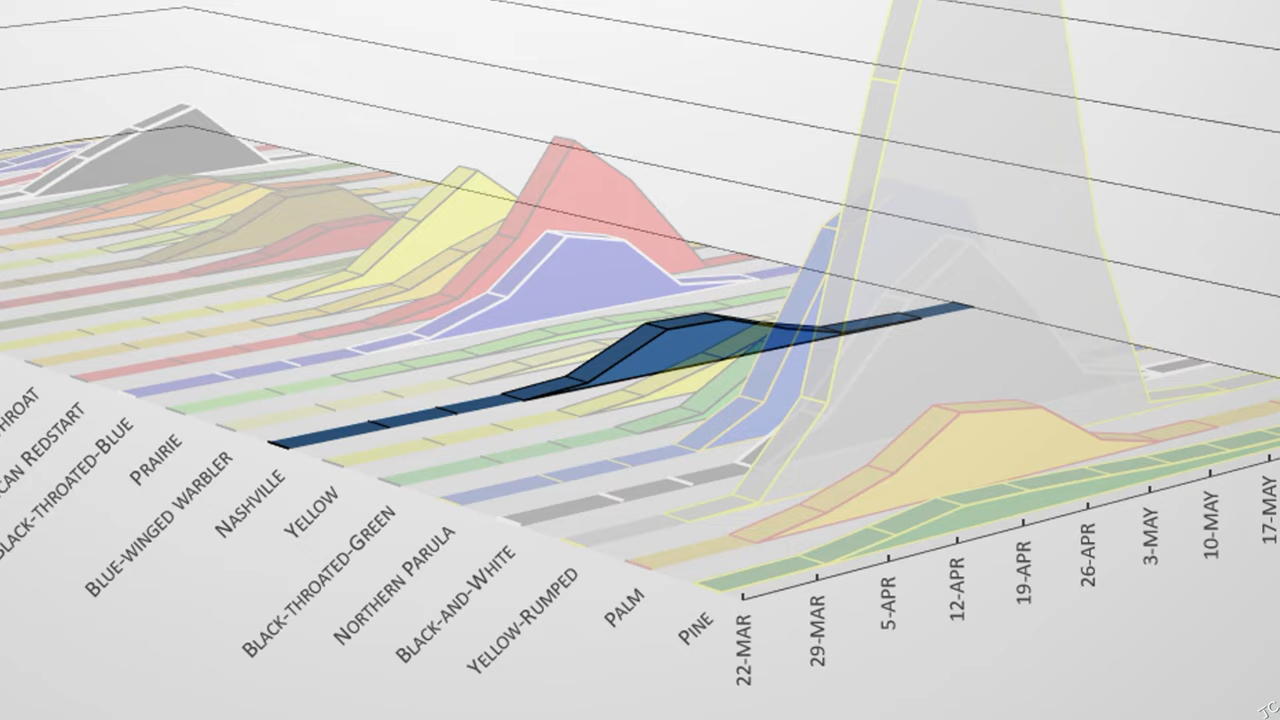 THROAT
CAN REDSTART
BLACK-THROATED-BLUE
PRAIRIE
BLUE-WINGED WARBLER
NASHVILLE
YELLOW
BLACK-THROATED-GREEN
NORTHERN PARULA
BLACK-AND-WHITE
YELLOW-RUMPED
PALM
PINE
22-MAR
29-MAR
5-APR
12-APR
19-APR
26-APR
3-MAY
10-MAY
17-MAY
JC